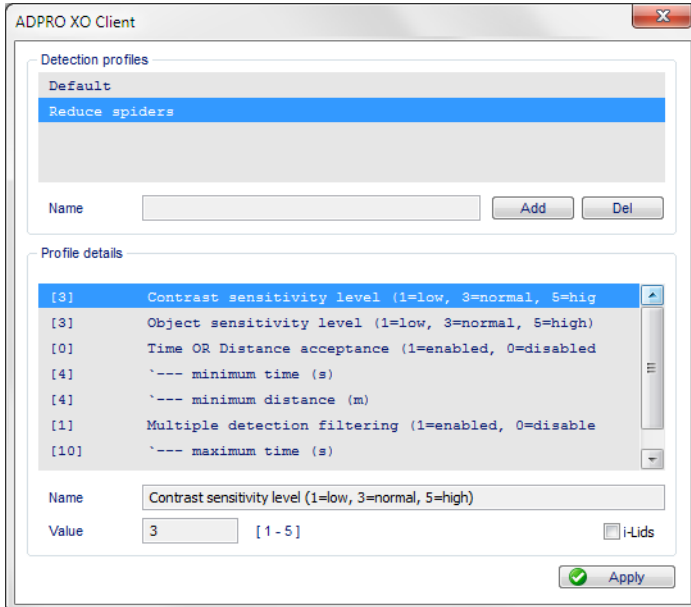 ADPRO XO Client
Detection profiles
Default
Reduce spiders
Name Add Del
Profile details
[3] Contrast sensitivity level (1=low, 3=normal, 5=hig
[3] Object sensitivity level (1=low, 3=normal, 5=high)
[0] Time OR Distance acceptance (1=enabled, 0=disabled
[4] `--- minimum time (s)
[4] `--- minimum distance (m)
[1] Multiple detection filtering (1=enabled, 0=disable
[10] `--- maximum time (s)
Name Contrast sensitivity level (1=low, 3=normal, 5=high)
Value 3 [1 - 5] i-Lids
Apply